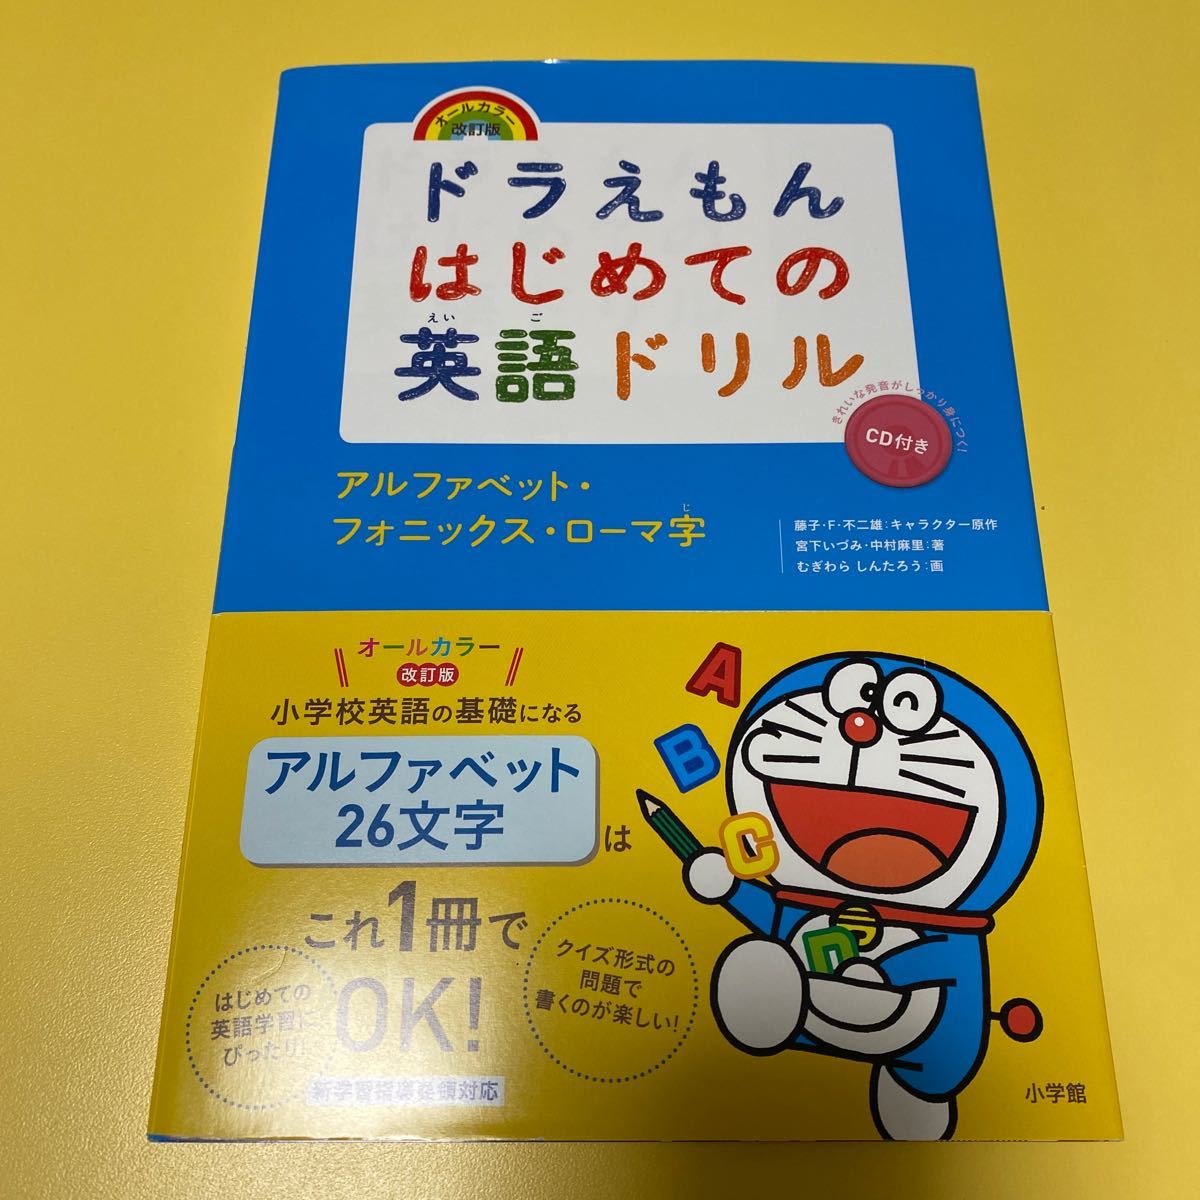 オールカラー
改訂版
ドラえもん
はじめての
えいご
英語ドリル
きれいな発音がしっかり身につく!
CD付き
アルファベット・
じ
フォニックス・ローマ字
藤子・F・不二雄:キャラクター原作
宮下いづみ・中村麻里:著
むぎわら しんたろう:画
オールカラー
改訂版
小学校英語の基礎になる
アルファベット
26文字は
これ1冊で
OK!
はじめての
英語学習に
ぴったり!
クイズ形式の
問題で
書くのが楽しい!
新学習指導要領対応
A
B
C
D
小学館